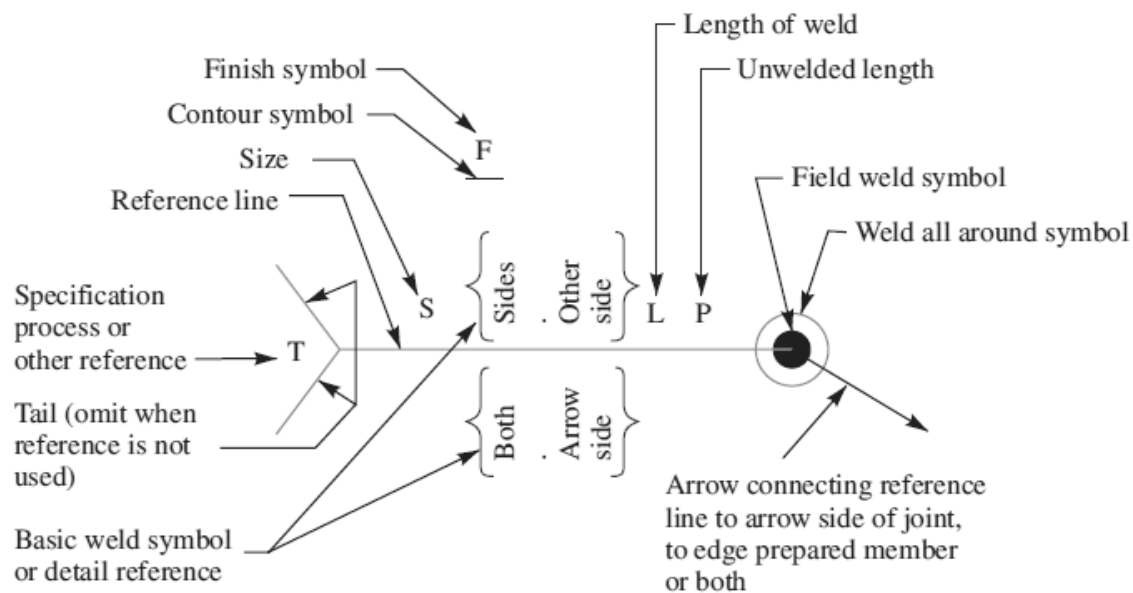 Length of weld
Finish symbol
Unwelded length
Contour symbol
F
Size
Field weld symbol
Reference line
Weld all around symbol
Specification
process or
other reference
T
S
Sides
Other
side
L
P
Tail (omit when
reference is not
used)
Both
Arrow
side
Arrow connecting reference
line to arrow side of joint,
to edge prepared member
or both
Basic weld symbol
or detail reference